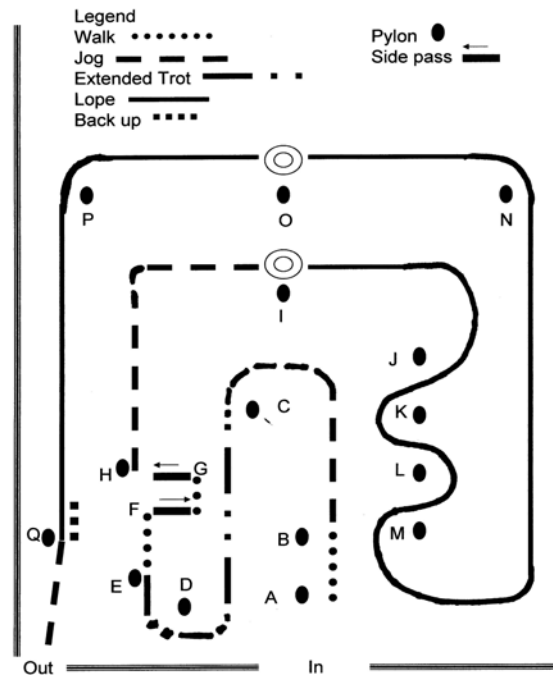 Legend
Walk
Pylon
Jog
Side pass
Extended Trot
Lope
Back up
P
O
N
I
J
C
K
H
G
L
F
Q
B
M
E
D
A
Out
In